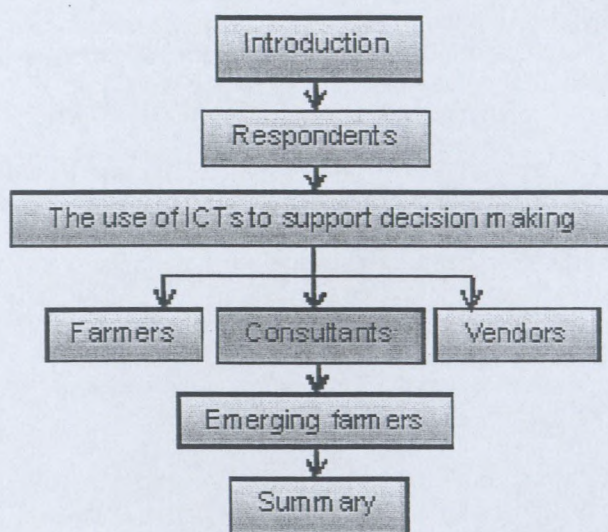 Introduction
Respondents
The use of ICTs to support decision making
Farmers Consultants Vendors
Emerging farmers
Summary